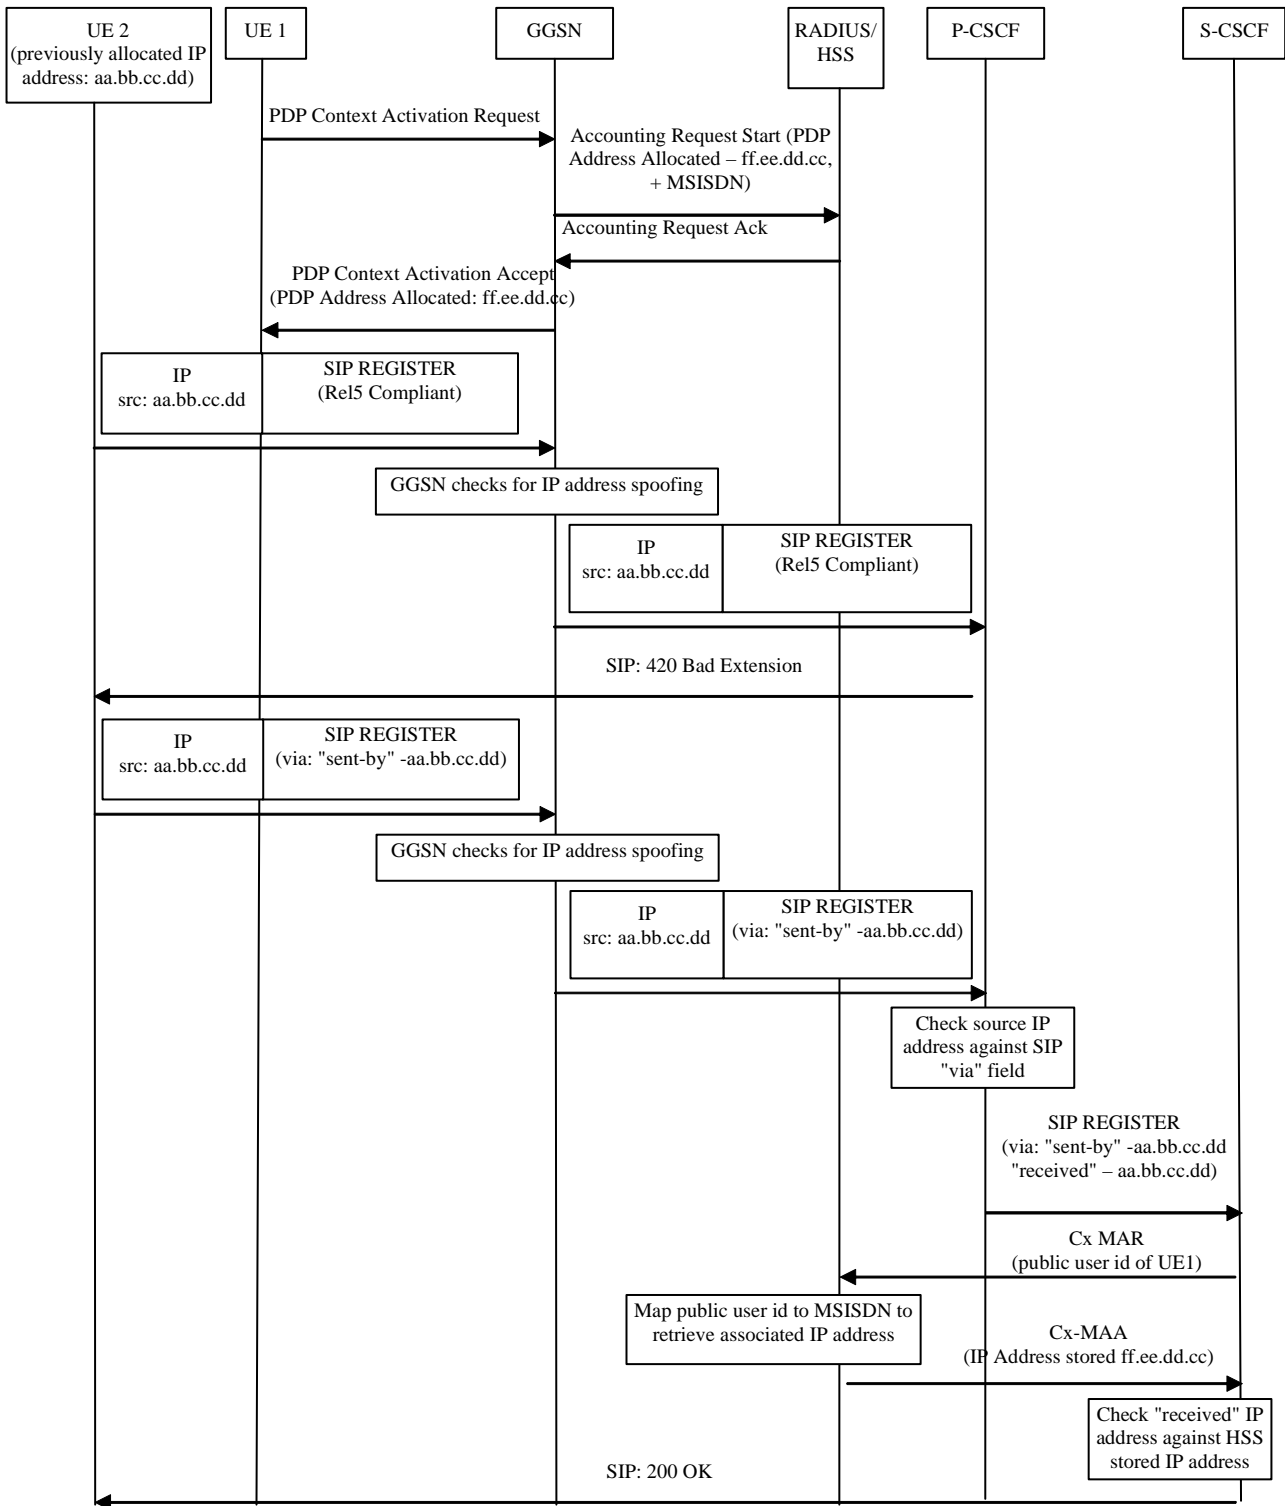 UE 2
(previously allocated IP
address: aa.bb.cc.dd)
UE 1
GGSN
RADIUS/
HSS
P-CSCF
S-CSCF
PDP Context Activation Request
Accounting Request Start (PDP
Address Allocated – ff.ee.dd.cc,
+ MSISDN)
Accounting Request Ack
PDP Context Activation Accept
(PDP Address Allocated: ff.ee.dd.cc)
IP
src: aa.bb.cc.dd
SIP REGISTER
(Rel5 Compliant)
GGSN checks for IP address spoofing
IP
src: aa.bb.cc.dd
SIP REGISTER
(Rel5 Compliant)
SIP: 420 Bad Extension
IP
src: aa.bb.cc.dd
SIP REGISTER
(via: "sent-by" -aa.bb.cc.dd)
GGSN checks for IP address spoofing
IP
src: aa.bb.cc.dd
SIP REGISTER
(via: "sent-by" -aa.bb.cc.dd)
Check source IP
address against SIP
"via" field
SIP REGISTER
(via: "sent-by" -aa.bb.cc.dd
"received" – aa.bb.cc.dd)
Cx MAR
(public user id of UE1)
Map public user id to MSISDN to
retrieve associated IP address
Cx-MAA
(IP Address stored ff.ee.dd.cc)
Check "received" IP
address against HSS
stored IP address
SIP: 200 OK